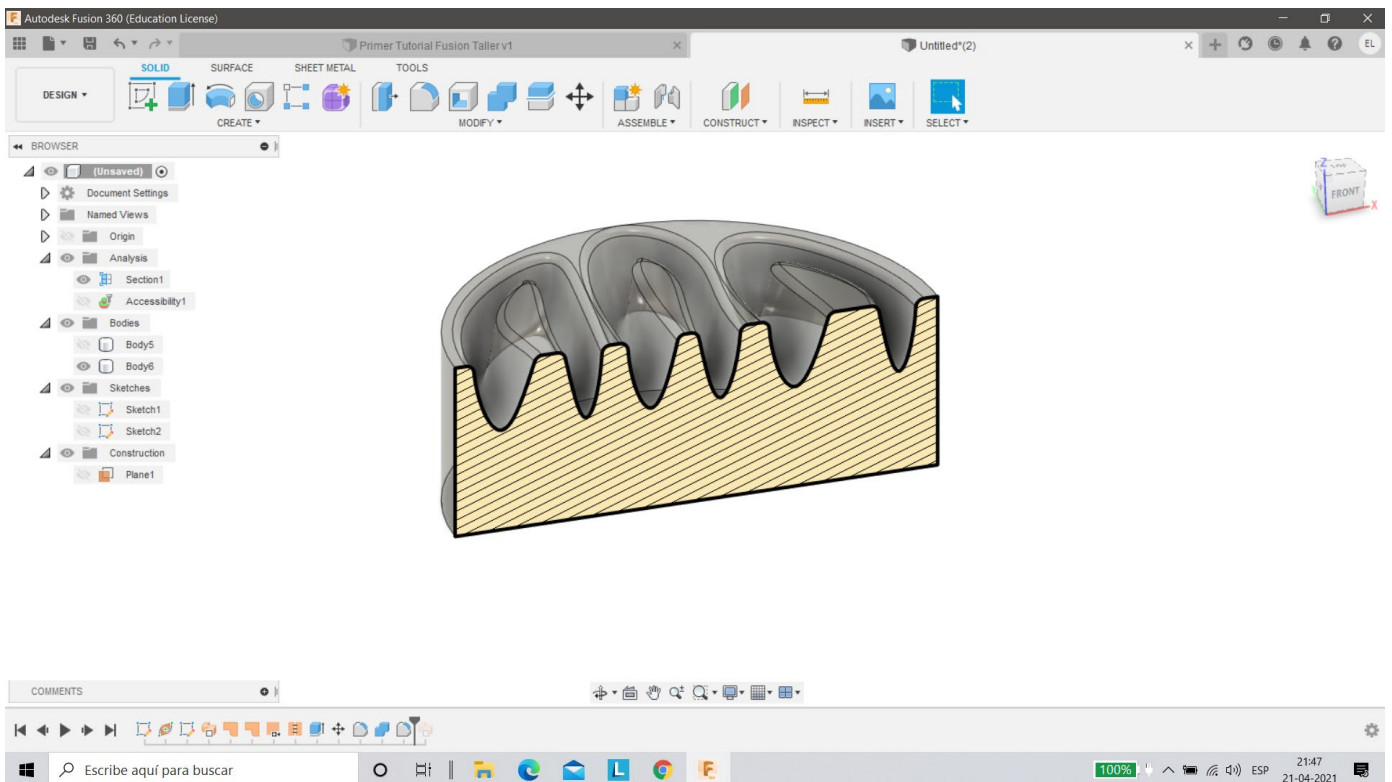 Autodesk Fusion 360 (Education License)
Primer Tutorial Fusion Taller v1
Untitled*(2)
EL
SOLID SURFACE SHEET METAL TOOLS
DESIGN
CREATE MODIFY ASSEMBLE CONSTRUCT INSPECT INSERT SELECT
BROWSER
(Unsaved)
Document Settings
Named Views
Origin
Analysis
Section1
Accessibility1
Bodies
Body5
Body6
Sketches
Sketch1
Sketch2
Construction
Plane1
Z
FRONT
X
COMMENTS
Escribe aquí para buscar
L
F
100%
ESP
21:47
21-04-2021